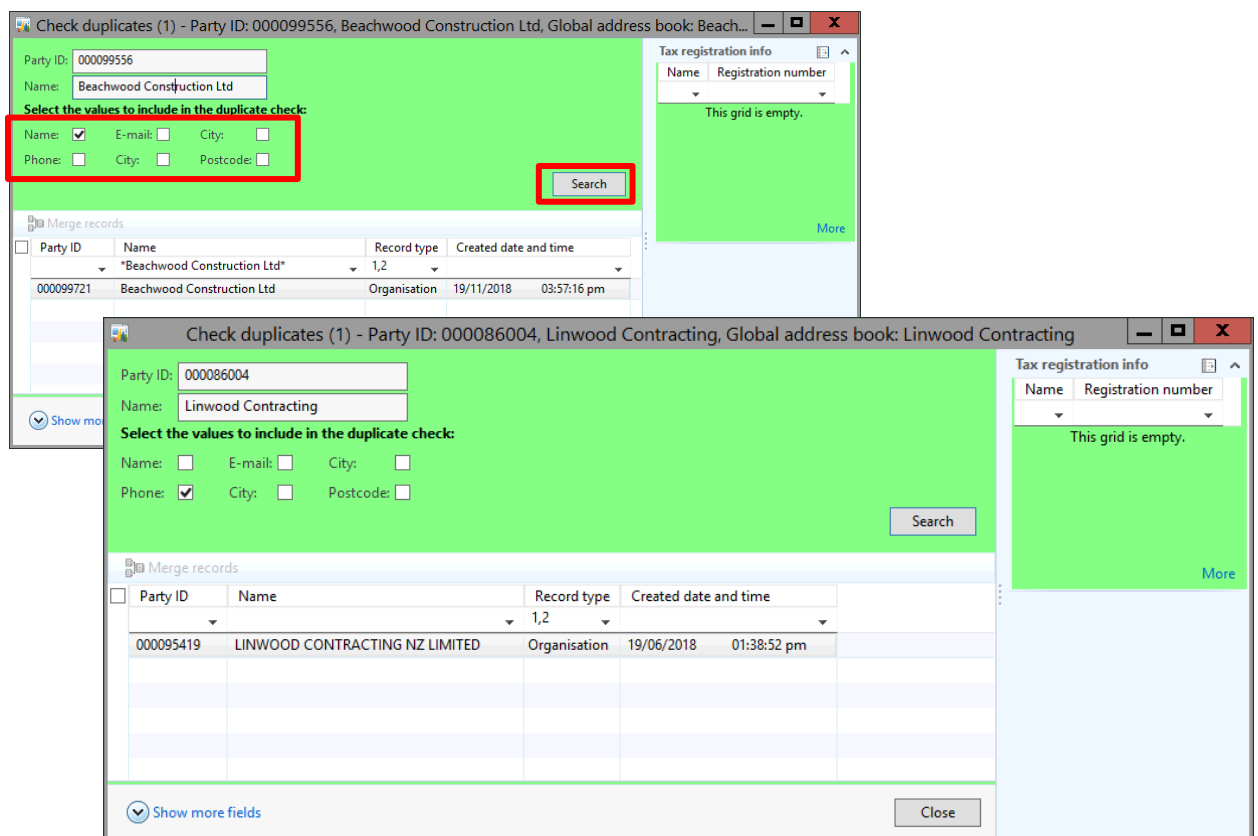 Check duplicates (1) - Party ID: 000099556, Beachwood Construction Ltd, Global address book: Beach...
Party ID: 000099556
Name: Beachwood Construction Ltd
Select the values to include in the duplicate check:
Name: E-mail: City:
Phone: City: Postcode:
Search
Tax registration info
Name Registration number
This grid is empty.
More
Merge records
Party ID Name Record type Created date and time
*Beachwood Construction Ltd* 1,2
000099721 Beachwood Construction Ltd Organisation 19/11/2018 03:57:16 pm
Check duplicates (1) - Party ID: 000086004, Linwood Contracting, Global address book: Linwood Contracting
Party ID: 000086004
Name: Linwood Contracting
Select the values to include in the duplicate check:
Name: E-mail: City:
Phone: City: Postcode:
Search
Tax registration info
Name Registration number
This grid is empty.
More
Merge records
Party ID Name Record type Created date and time
1,2
000095419 LINWOOD CONTRACTING NZ LIMITED Organisation 19/06/2018 01:38:52 pm
Show mo
Show more fields
Close